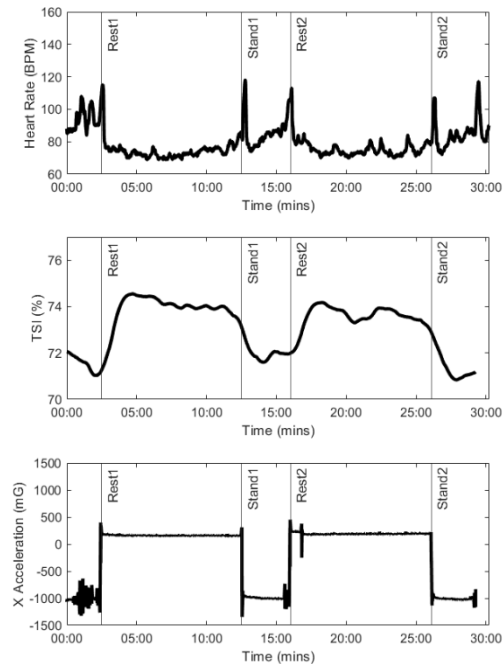 Heart Rate (BPM)
160
140
120
100
80
60
Rest1
Stand1
Rest2
Stand2
00:00 05:00 10:00 15:00 20:00 25:00 30:00
Time (mins)
TSI (%)
76
74
72
70
Rest1
Stand1
Rest2
Stand2
00:00 05:00 10:00 15:00 20:00 25:00 30:00
Time (mins)
X Acceleration (mG)
1500
1000
500
0
-500
-1000
-1500
Rest1
Stand1
Rest2
Stand2
00:00 05:00 10:00 15:00 20:00 25:00 30:00
Time (mins)